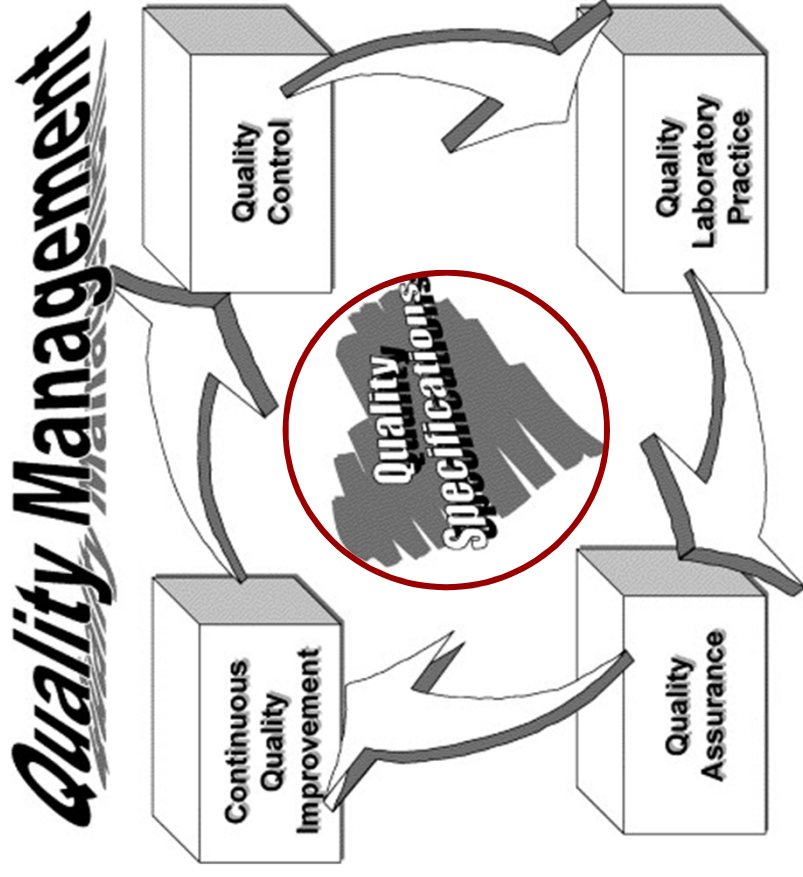 Quality Management
Continuous
Quality
Improvement
Quality
Control
Quality
Specifications
Quality
Assurance
Quality
Laboratory
Practice